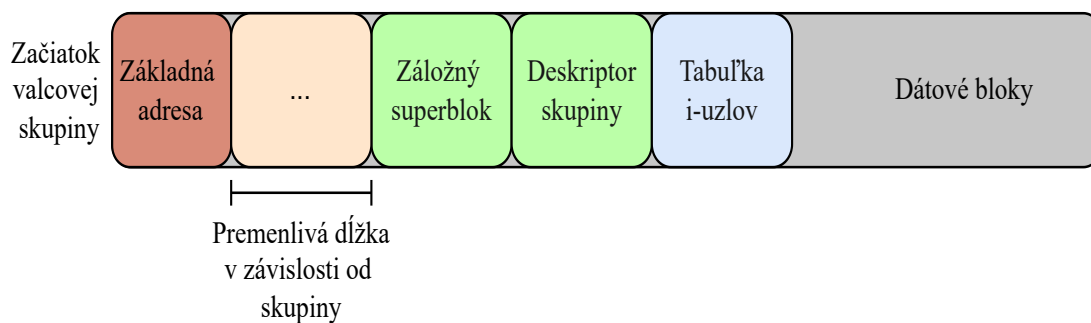 Začiatok
valcovej
skupiny
Základná
adresa
...
Záložný
superblok
Deskriptor
skupiny
Tabuľka
i-uzlov
Dátové bloky
Premenlivá dĺžka
v závislosti od
skupiny